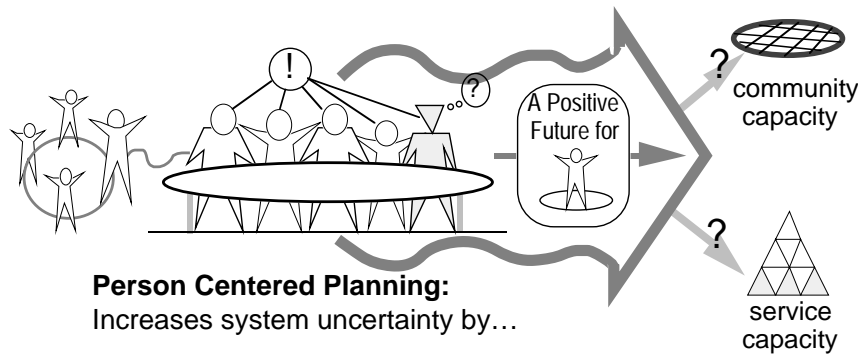 !
?
A Positive
Future for
?
community
capacity
?
service
capacity
Person Centered Planning:
Increases system uncertainty by…